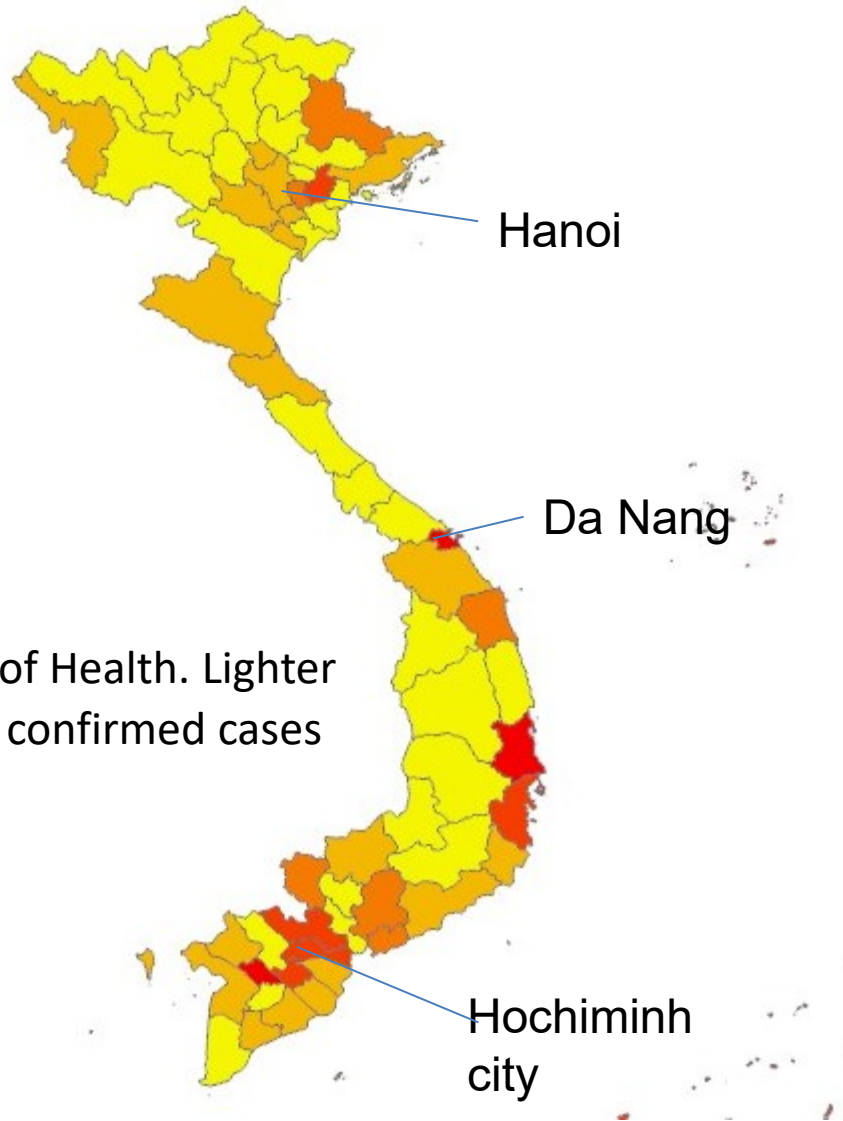 Hanoi
Da Nang
of Health. Lighter
confirmed cases
Hochiminh
city